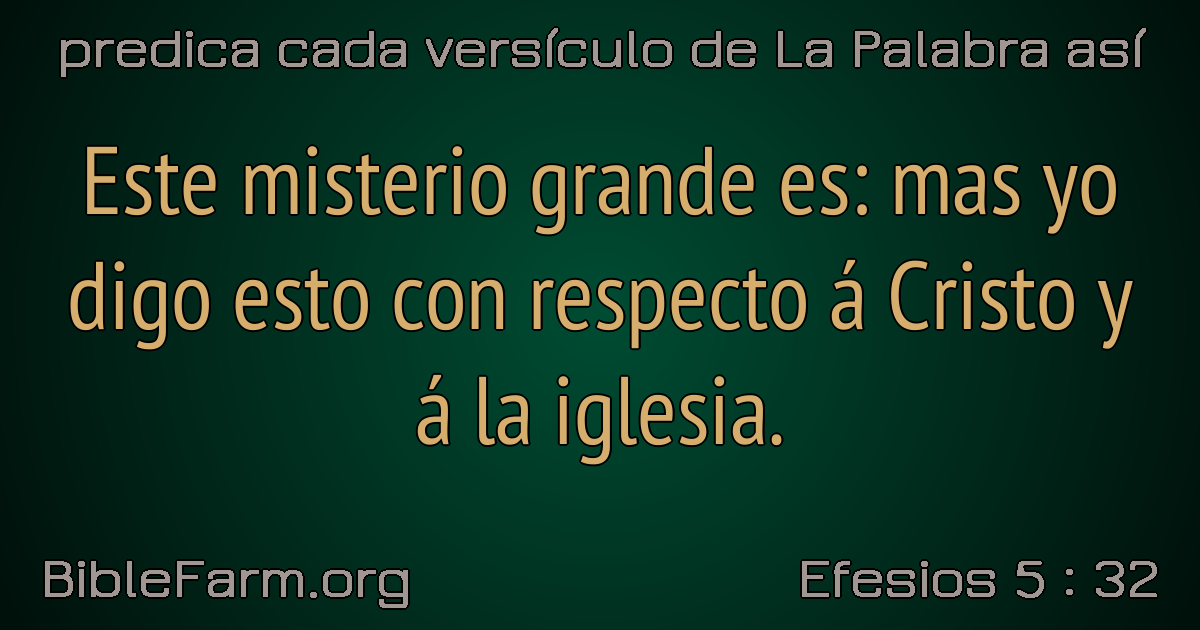 predica cada versículo de La Palabra así
Este misterio grande es: mas yo
digo esto con respecto á Cristo y
á la iglesia.
BibleFarm.org
Efesios 5 : 32